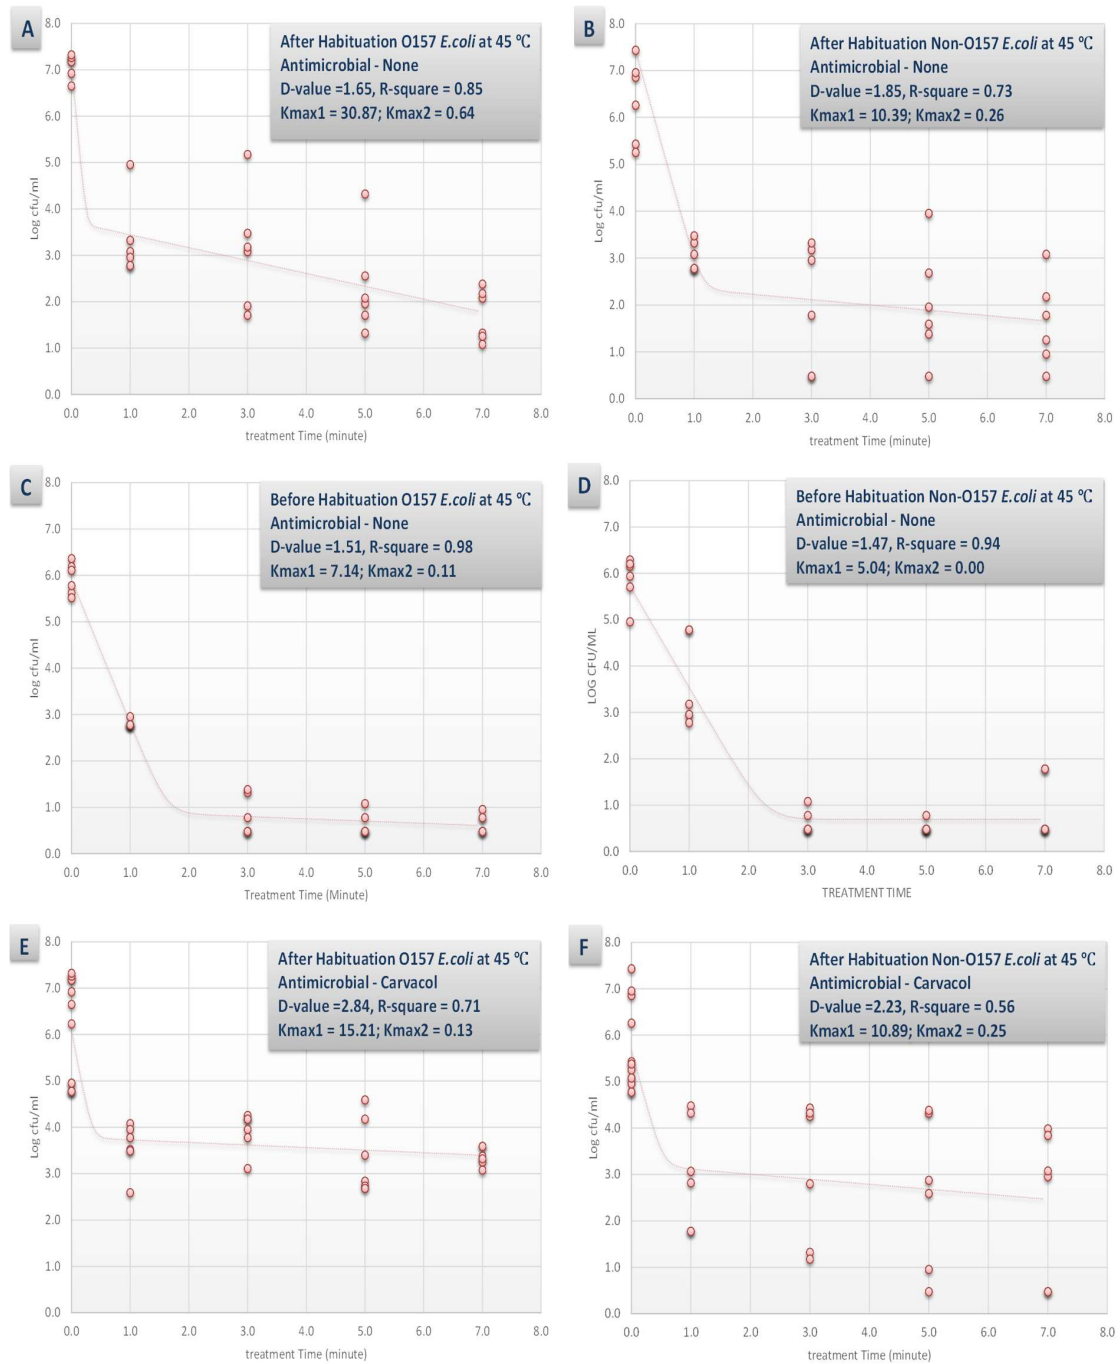 A
After Habituation O157 E.coli at 45 °C
Antimicrobial - None
D-value =1.65, R-square = 0.85
Kmax1 = 30.87; Kmax2 = 0.64
8.0
7.0
6.0
5.0
4.0
3.0
2.0
1.0
0.0
Log cfu/ml
0.0 1.0 2.0 3.0 4.0 5.0 6.0 7.0 8.0
treatment Time (minute)
B
After Habituation Non-O157 E.coli at 45 °C
Antimicrobial - None
D-value =1.85, R-square = 0.73
Kmax1 = 10.39; Kmax2 = 0.26
8.0
7.0
6.0
5.0
4.0
3.0
2.0
1.0
0.0
Log cfu/ml
0.0 1.0 2.0 3.0 4.0 5.0 6.0 7.0 8.0
treatment Time (minute)
C
Before Habituation O157 E.coli at 45 °C
Antimicrobial - None
D-value =1.51, R-square = 0.98
Kmax1 = 7.14; Kmax2 = 0.11
8.0
7.0
6.0
5.0
4.0
3.0
2.0
1.0
0.0
log cfu/ml
0.0 1.0 2.0 3.0 4.0 5.0 6.0 7.0 8.0
Treatment Time (Minute)
D
Before Habituation Non-O157 E.coli at 45 °C
Antimicrobial - None
D-value =1.47, R-square = 0.94
Kmax1 = 5.04; Kmax2 = 0.00
8.0
7.0
6.0
5.0
4.0
3.0
2.0
1.0
0.0
LOG CFU/ML
0.0 1.0 2.0 3.0 4.0 5.0 6.0 7.0 8.0
TREATMENT TIME
E
After Habituation O157 E.coli at 45 °C
Antimicrobial - Carvacol
D-value =2.84, R-square = 0.71
Kmax1 = 15.21; Kmax2 = 0.13
8.0
7.0
6.0
5.0
4.0
3.0
2.0
1.0
0.0
Log cfu/ml
0.0 1.0 2.0 3.0 4.0 5.0 6.0 7.0 8.0
treatment Time (minute)
F
After Habituation Non-O157 E.coli at 45 °C
Antimicrobial - Carvacol
D-value =2.23, R-square = 0.56
Kmax1 = 10.89; Kmax2 = 0.25
8.0
7.0
6.0
5.0
4.0
3.0
2.0
1.0
0.0
Log cfu/ml
0.0 1.0 2.0 3.0 4.0 5.0 6.0 7.0 8.0
treatment Time (minute)